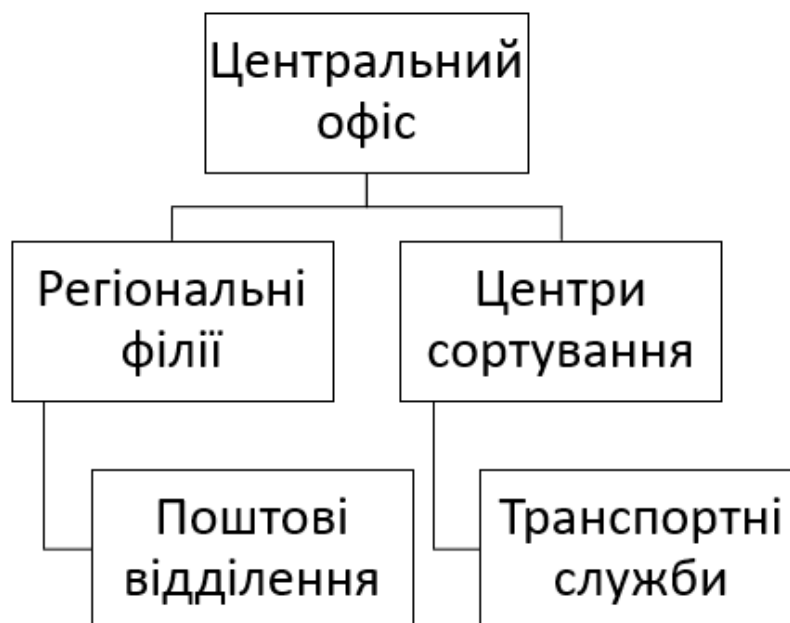 Центральний
офіс
Регіональні
філії
Центри
сортування
Поштові
відділення
Транспортні
служби